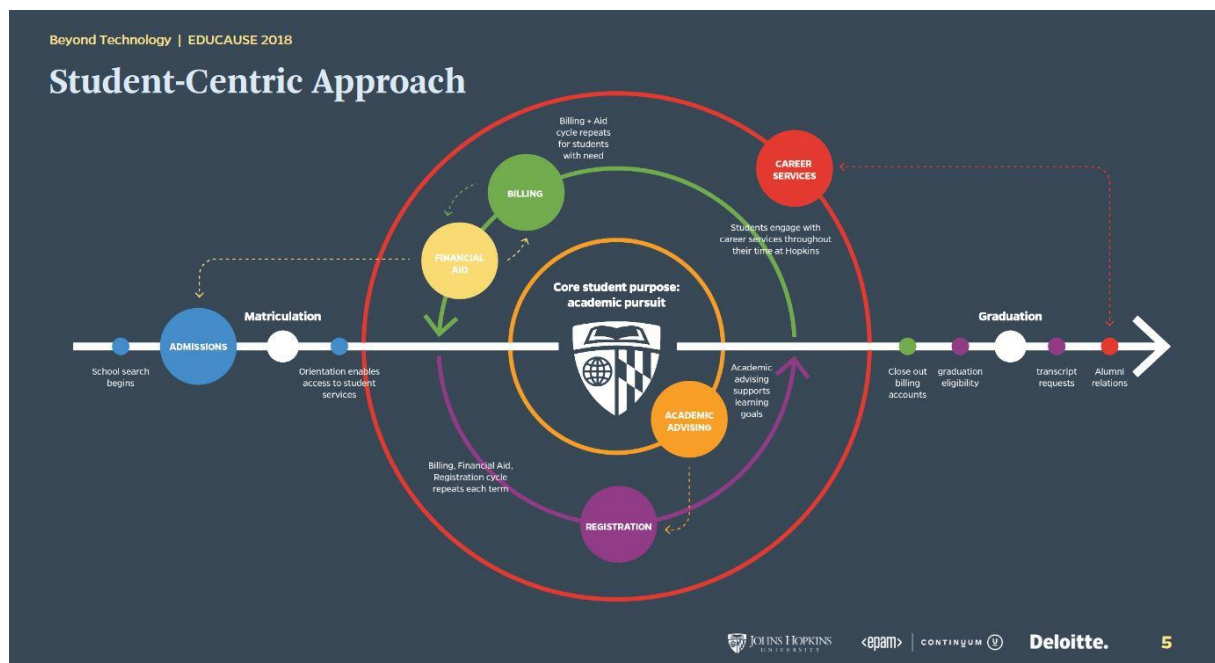 Beyond Technology | EDUCAUSE 2018
Student-Centric Approach
Billing + Aid
cycle repeats
for students
with need
CAREER
SERVICES
BILLING
Students engage with
career services throughout
their time at Hopkins
FINANCIAL
AID
Core student purpose:
academic pursuit
Matriculation
Graduation
ADMISSIONS
School search
begins
Orientation enables
access to student
services
Academic
advising
supports
learning
goals
Close out
billing
accounts
graduation
eligibility
transcript
requests
Alumni
relations
ACADEMIC
ADVISING
Billing, Financial Aid,
Registration cycle
repeats each term
REGISTRATION
JOHNS HOPKINS
UNIVERSITY
<epam> | CONTINUUM
Deloitte.
5